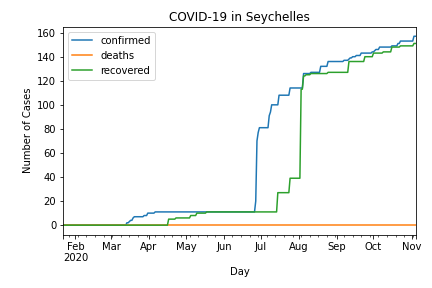 COVID-19 in Seychelles
confirmed
deaths
recovered
Number of Cases
160
140
120
100
80
60
40
20
0
Feb Mar Apr May Jun Jul Aug Sep Oct Nov
2020
Day